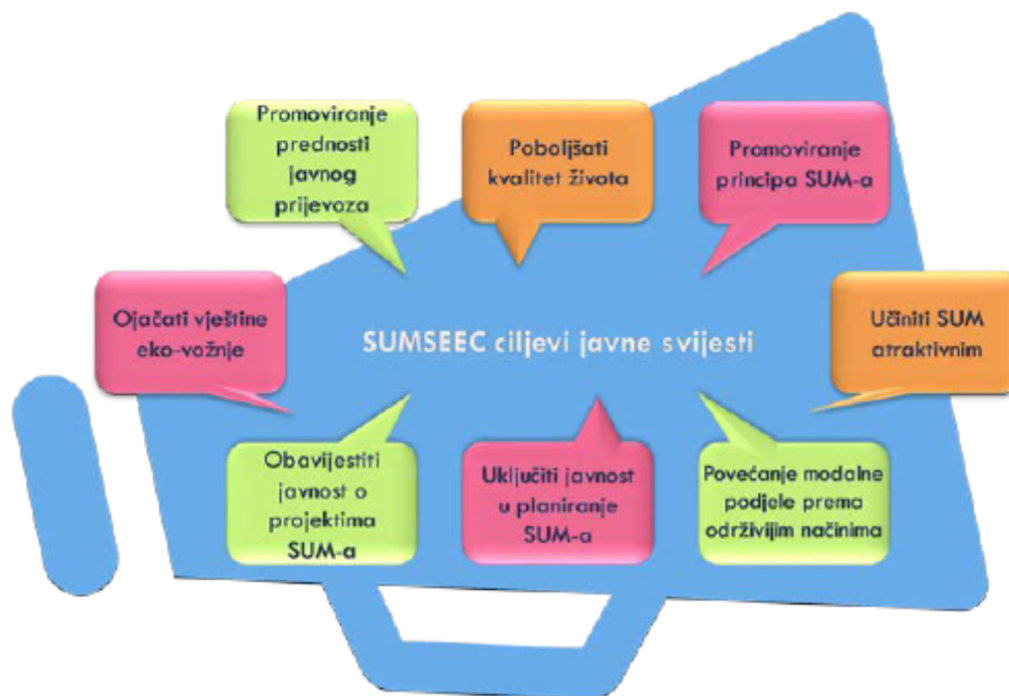 Promoviranje
prednosti
javnog
prijevoza
Poboljšati
kvalitet života
Promoviranje
principa SUM-a
Ojačati vještine
eko-vožnje
SUMSEEC ciljevi javne svijesti
Učiniti SUM
atraktivnim
Obavijestiti
javnost o
projektima
SUM-a
Uključiti javnost
u planiranje
SUM-a
Povećanje modalne
podjele prema
održivijim načinima